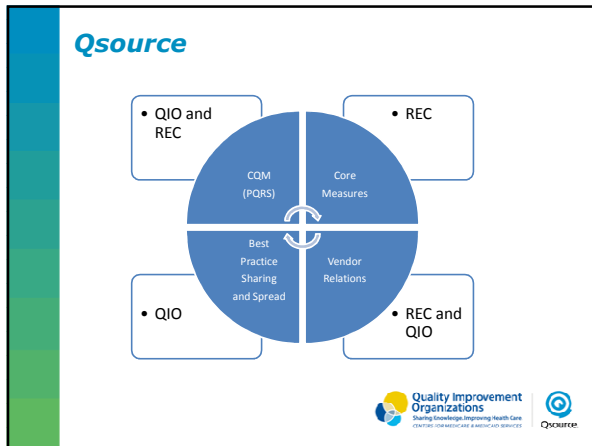 Qsource
• QIO and
REC
• REC
CQM
(PQRS)
Core
Measures
Best
Practice
Sharing
and Spread
Vendor
Relations
• QIO
• REC and
QIO
Quality Improvement
Organizations
Sharing Knowledge. Improving Health Care
CENTERS FOR MEDICARE & MEDICAID SERVICES
Qsource